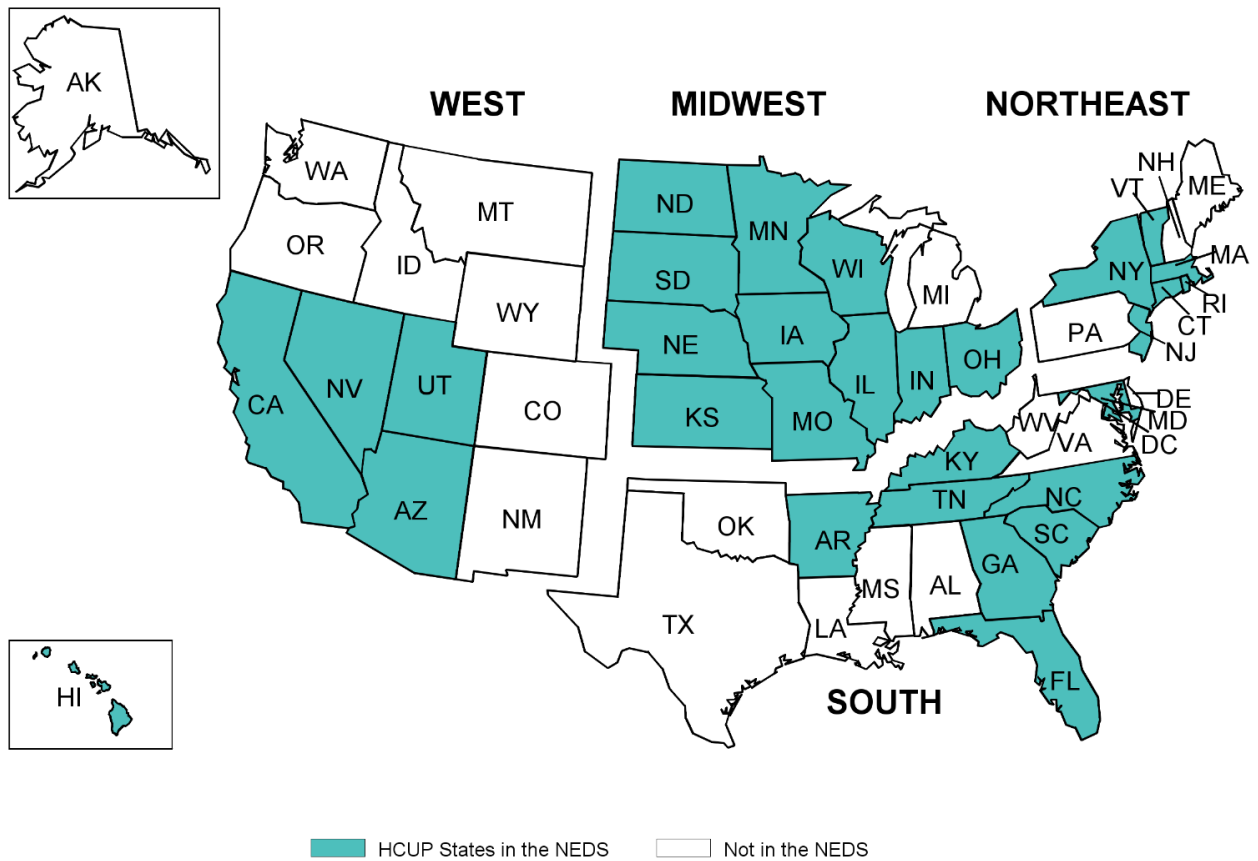 AK
WEST MIDWEST NORTHEAST
WA
MT
OR
ID
WY
CA
NV
UT
CO
AZ
NM
HI
ND
MN
SD
WI
MI
NE
IA
IL
IN
OH
KS
MO
NH
VT
ME
NY
MA
RI
CT
PA
NJ
DE
MD
DC
WV
VA
KY
TN
NC
OK
AR
SC
GA
MS
AL
TX
LA
FL
SOUTH
HCUP States in the NEDS
Not in the NEDS